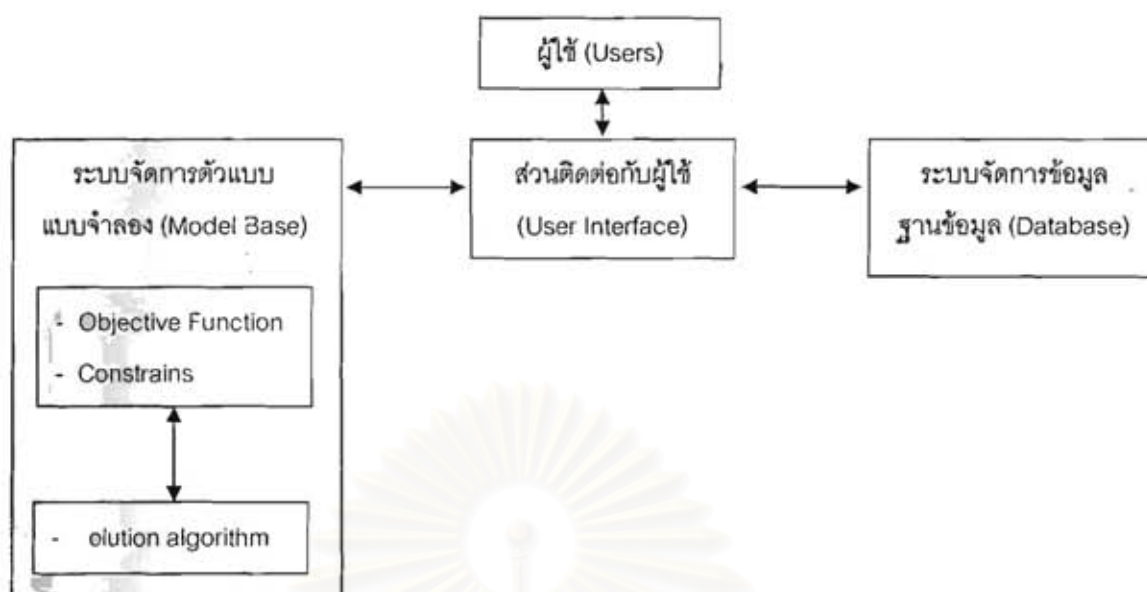 ผู้ใช้ (Users)
ระบบจัดการตัวแบบ
แบบจำลอง (Model Base)
- Objective Function
- Constrains
- olution algorithm
ส่วนติดต่อกับผู้ใช้
(User Interface)
ระบบจัดการข้อมูล
ฐานข้อมูล (Database)